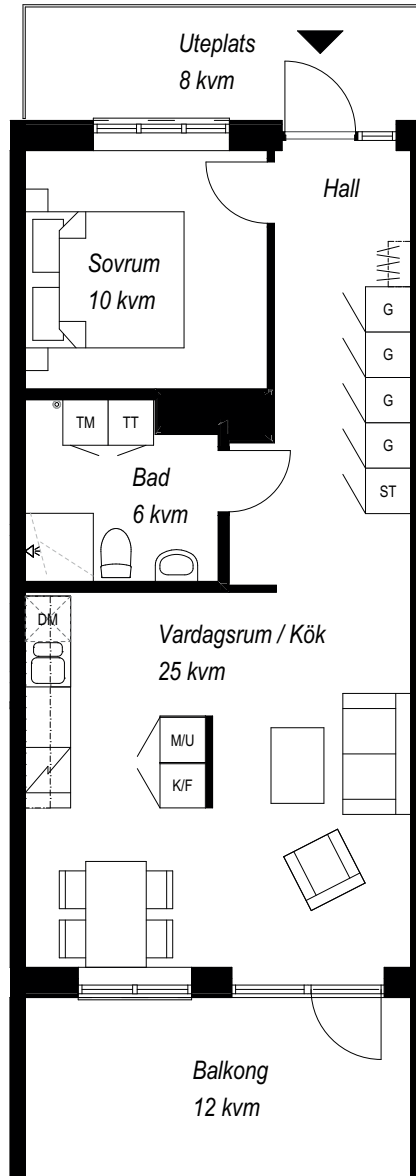 Uteplats
8 kvm
Hall
Sovrum
10 kvm
G
G
G
G
ST
TM TT
Bad
6 kvm
DM
Vardagsrum / Kök
25 kvm
M/U
K/F
Balkong
12 kvm